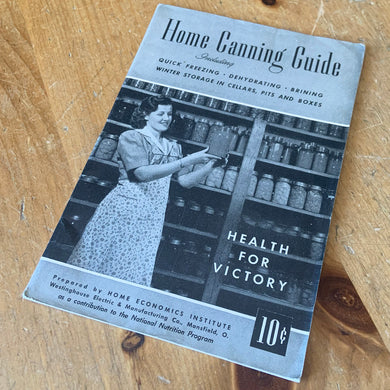 Home Canning Guide
Including
QUICK FREEZING · DEHYDRATING · BRINING
WINTER STORAGE IN CELLARS, PITS AND BOXES
HEALTH
FOR
VICTORY
Prepared by HOME ECONOMICS INSTITUTE
Westinghouse Electric & Manufacturing Co., Mansfield, O.
as a contribution to the National Nutrition Program
10¢